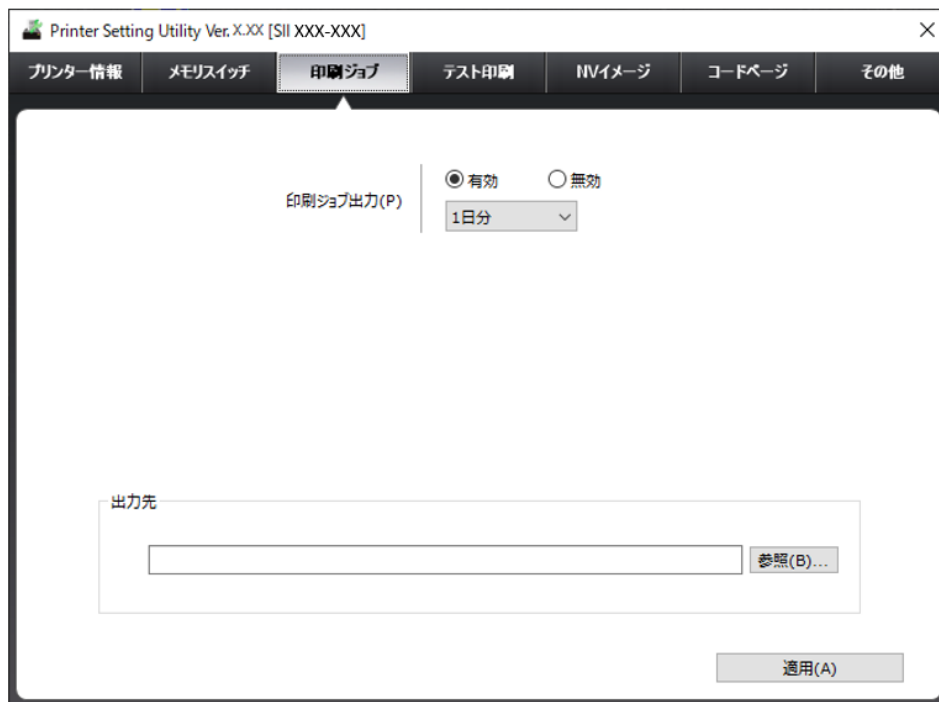 Printer Setting Utility Ver. X.XX [SII XXX-XXX]
プリンター情報 メモリスイッチ 印刷ジョブ テスト印刷 NVイメージ コードページ その他
印刷ジョブ出力(P)
有効 無効
1日分
出力先
参照(B)...
適用(A)